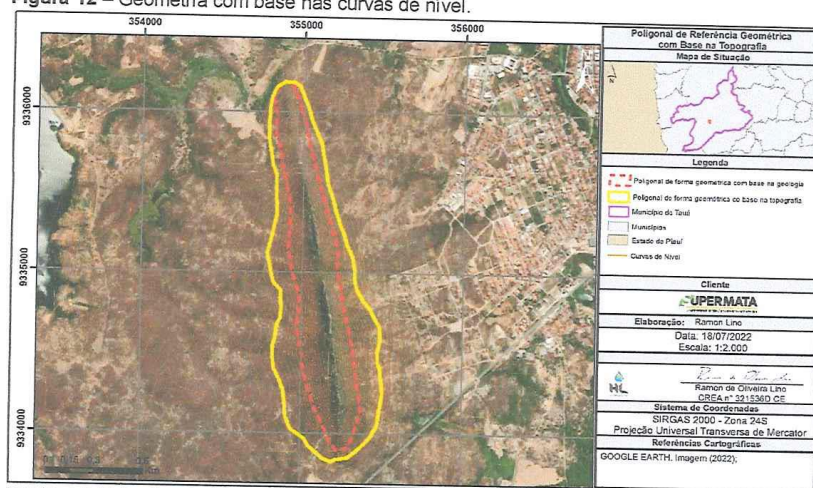 Figura 12 – Geometria com base nas curvas de nível.
354000
355000
356000
9336000
9335000
9334000
Poligonal de Referência Geométrica
com Base na Topografia
Mapa de Situação
Legenda
Poligonal de forma geometrica com base na geologia
Poligonal de forma geométrica co base na topografia
Município de Tauá
Municípios
Estado do Piauí
Curvas de Nível
Cliente
UPERMATA
Elaboração: Ramon Lino
Data: 18/07/2022
Escala: 1:2.000
HL
Ramon de Oliveira Lino
CREA n° 321536D CE
Sistema de Coordenadas
SIRGAS 2000 - Zona 24S
Projeção Universal Transversa de Mercator
Referências Cartográficas
GOOGLE EARTH. Imagem (2022);